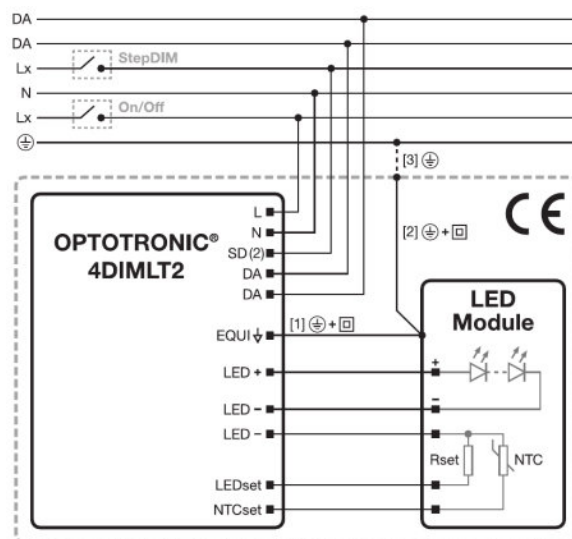 DA
DA
Lx
StepDIM
N
Lx
On/Off
[3]
L
N
SD (2)
DA
DA
OPTOTRONIC®
4DIMLT2
[2] +
CE
EQUI
[1] +
LED Module
LED +
+
LED –
–
LED –
Rset
NTC
LEDset
NTCset